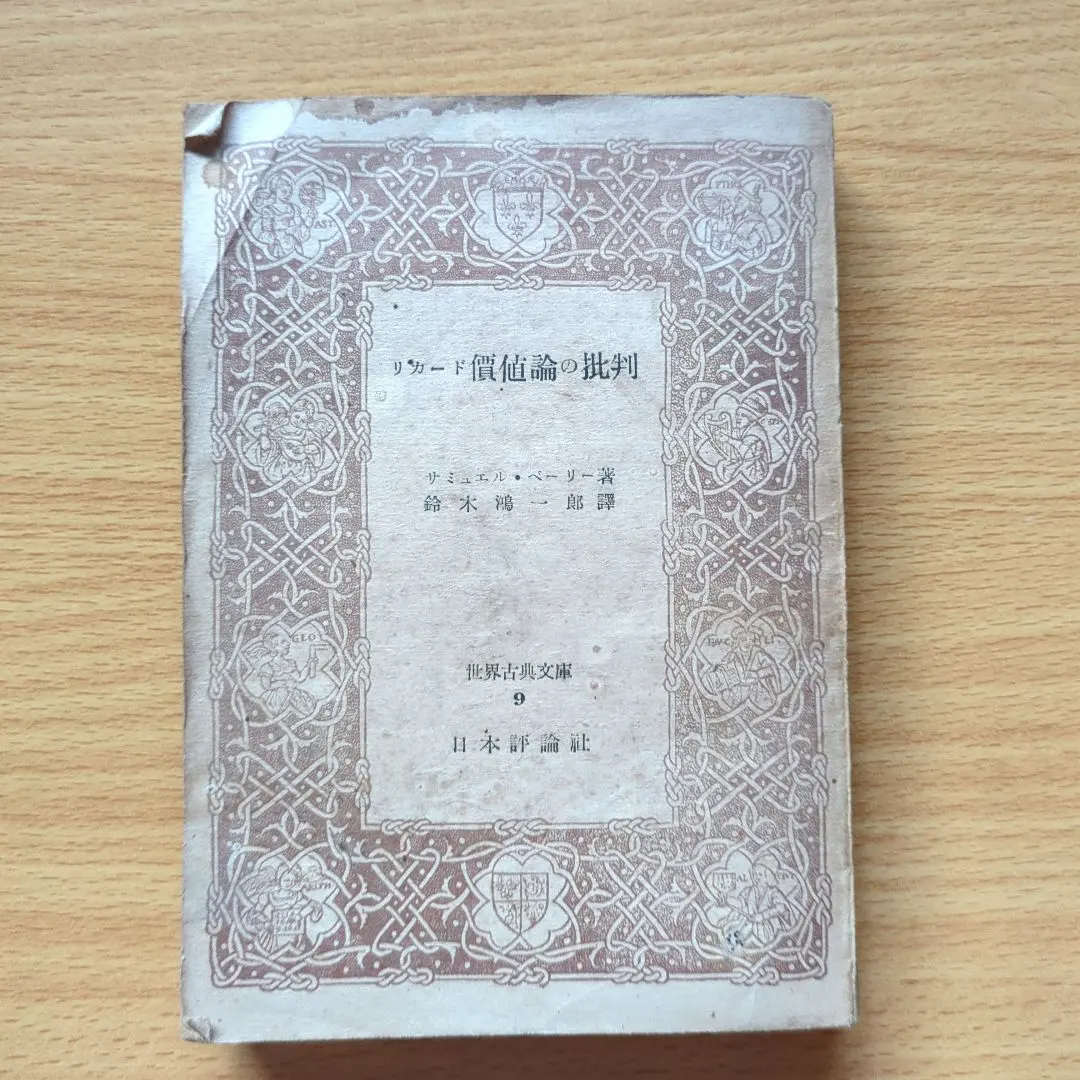 リカード價値論の批判
サミュエル・ベーリー著
鈴木鴻一郎譯
世界古典文庫
9
日本評論社
GEO